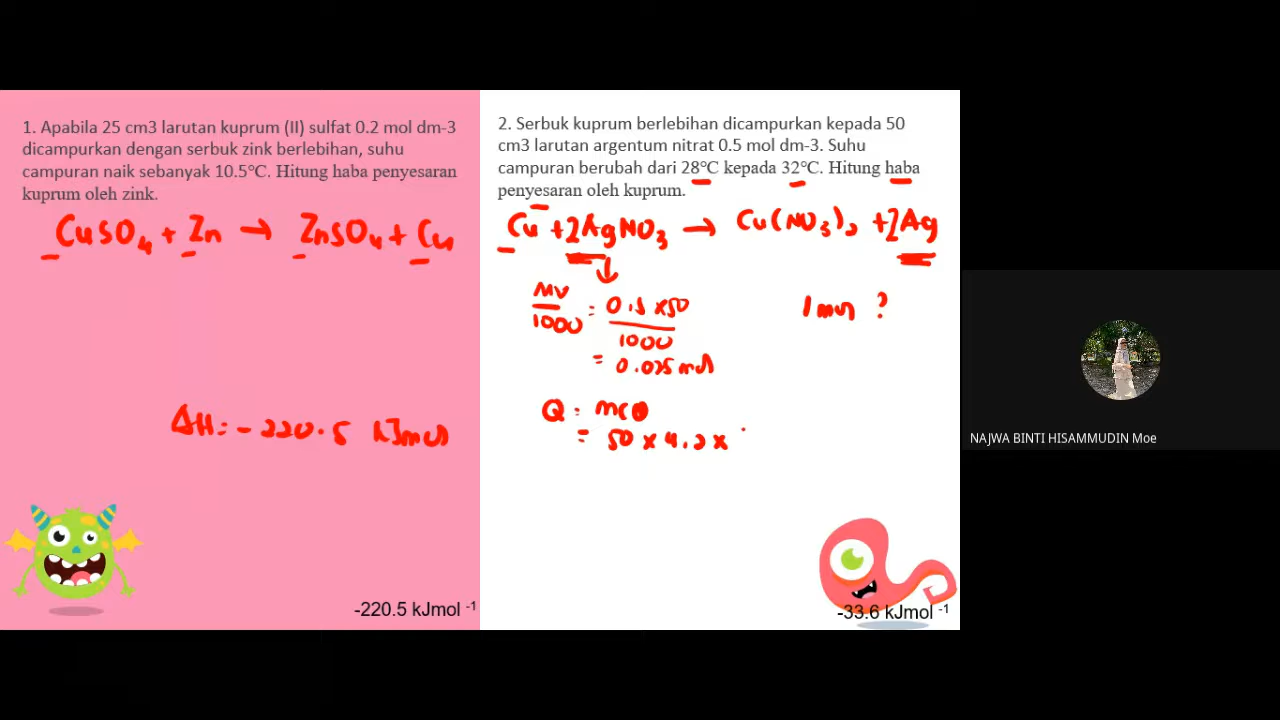 1. Apabila 25 cm3 larutan kuprum (II) sulfat 0.2 mol dm-3
dicampurkan dengan serbuk zink berlebihan, suhu
campuran naik sebanyak 10.5°C. Hitung haba penyesaran
kuprum oleh zink.
CuSO4 + Zn → ZnSO4 + Cu
ΔH = -220.5 kJmol
-220.5 kJmol -1
2. Serbuk kuprum berlebihan dicampurkan kepada 50
cm3 larutan argentum nitrat 0.5 mol dm-3. Suhu
campuran berubah dari 28°C kepada 32°C. Hitung haba
penyesaran oleh kuprum.
Cu + 2AgNO3 → Cu(NO3)2 + 2Ag
MV/1000 = 0.5 x 50/1000
1 mol ?
= 0.025 mol
Q = mcθ
= 50 x 4.2 x
-33.6 kJmol -1
NAJWA BINTI HISAMMUDIN Moe